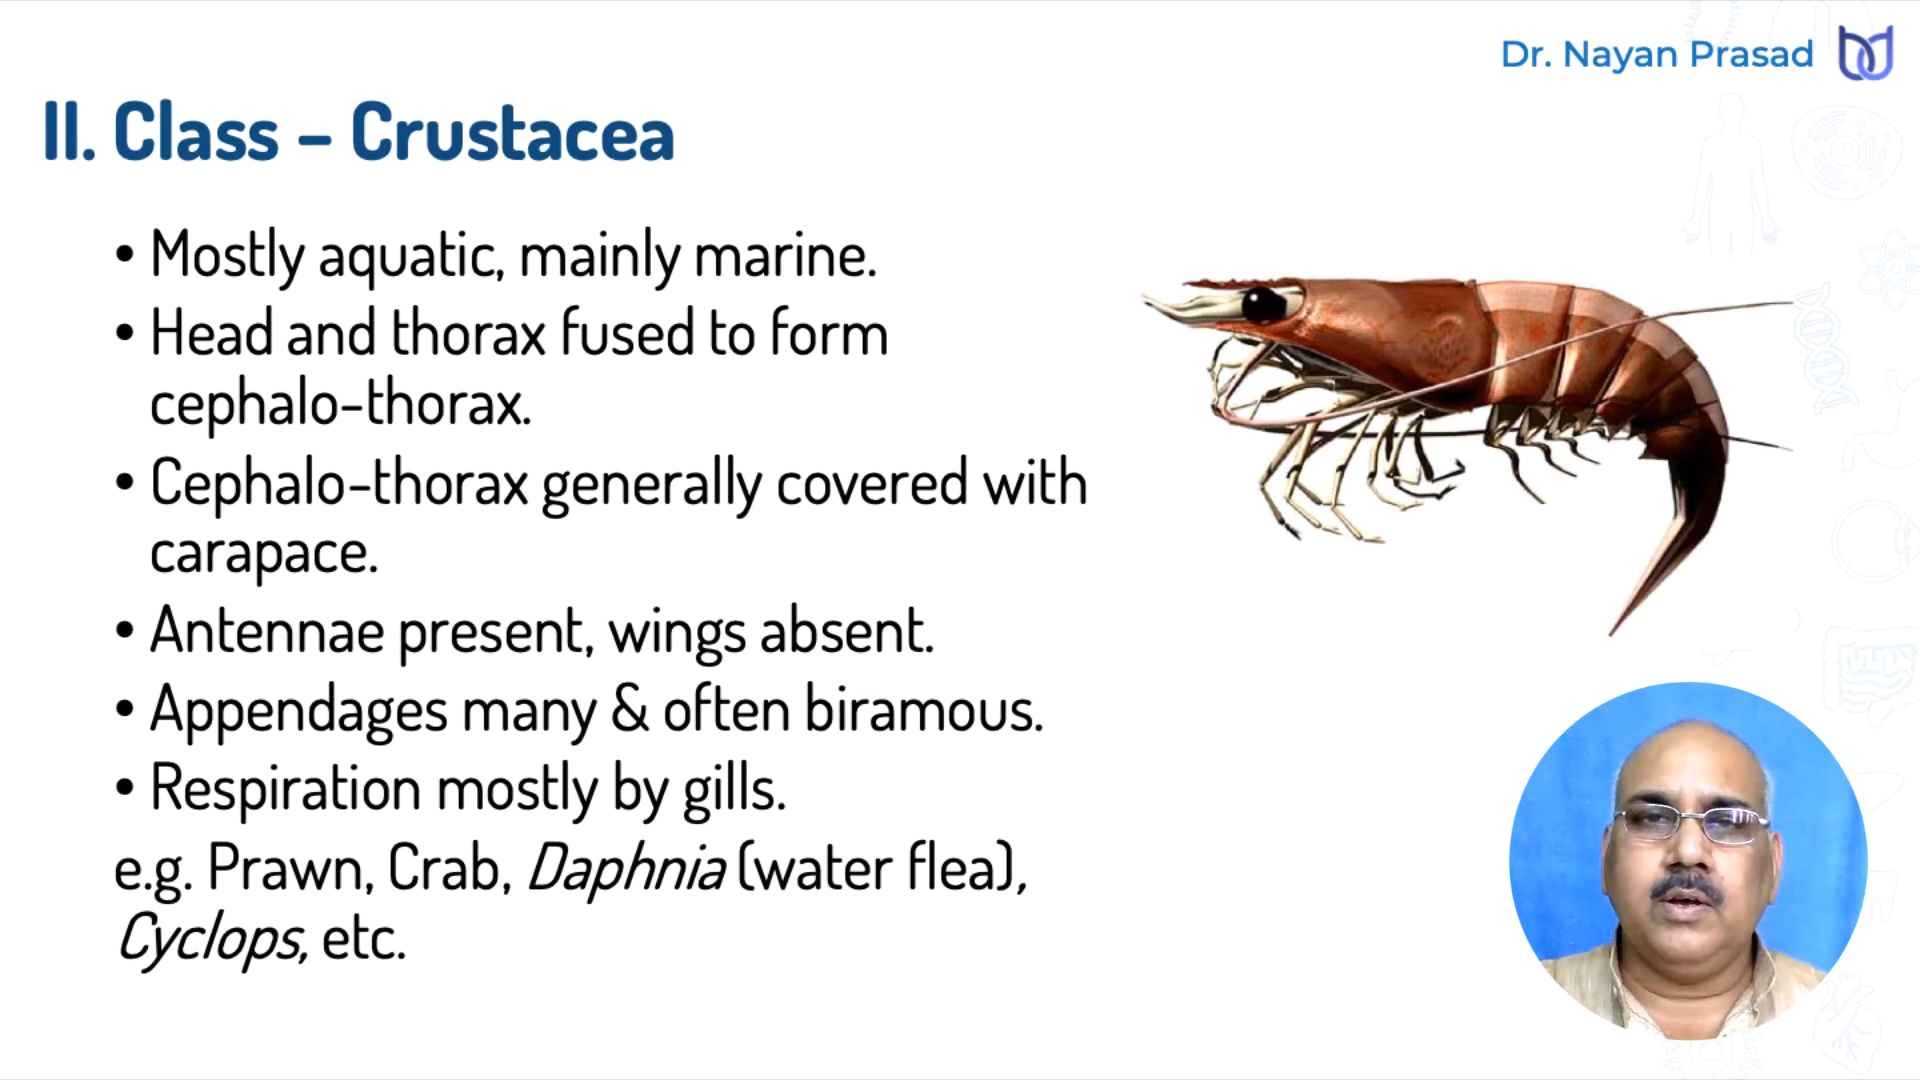 Dr. Nayan Prasad
II. Class – Crustacea
• Mostly aquatic, mainly marine.
• Head and thorax fused to form
cephalo-thorax.
• Cephalo-thorax generally covered with
carapace.
• Antennae present, wings absent.
• Appendages many & often biramous.
• Respiration mostly by gills.
e.g. Prawn, Crab, Daphnia (water flea),
Cyclops, etc.